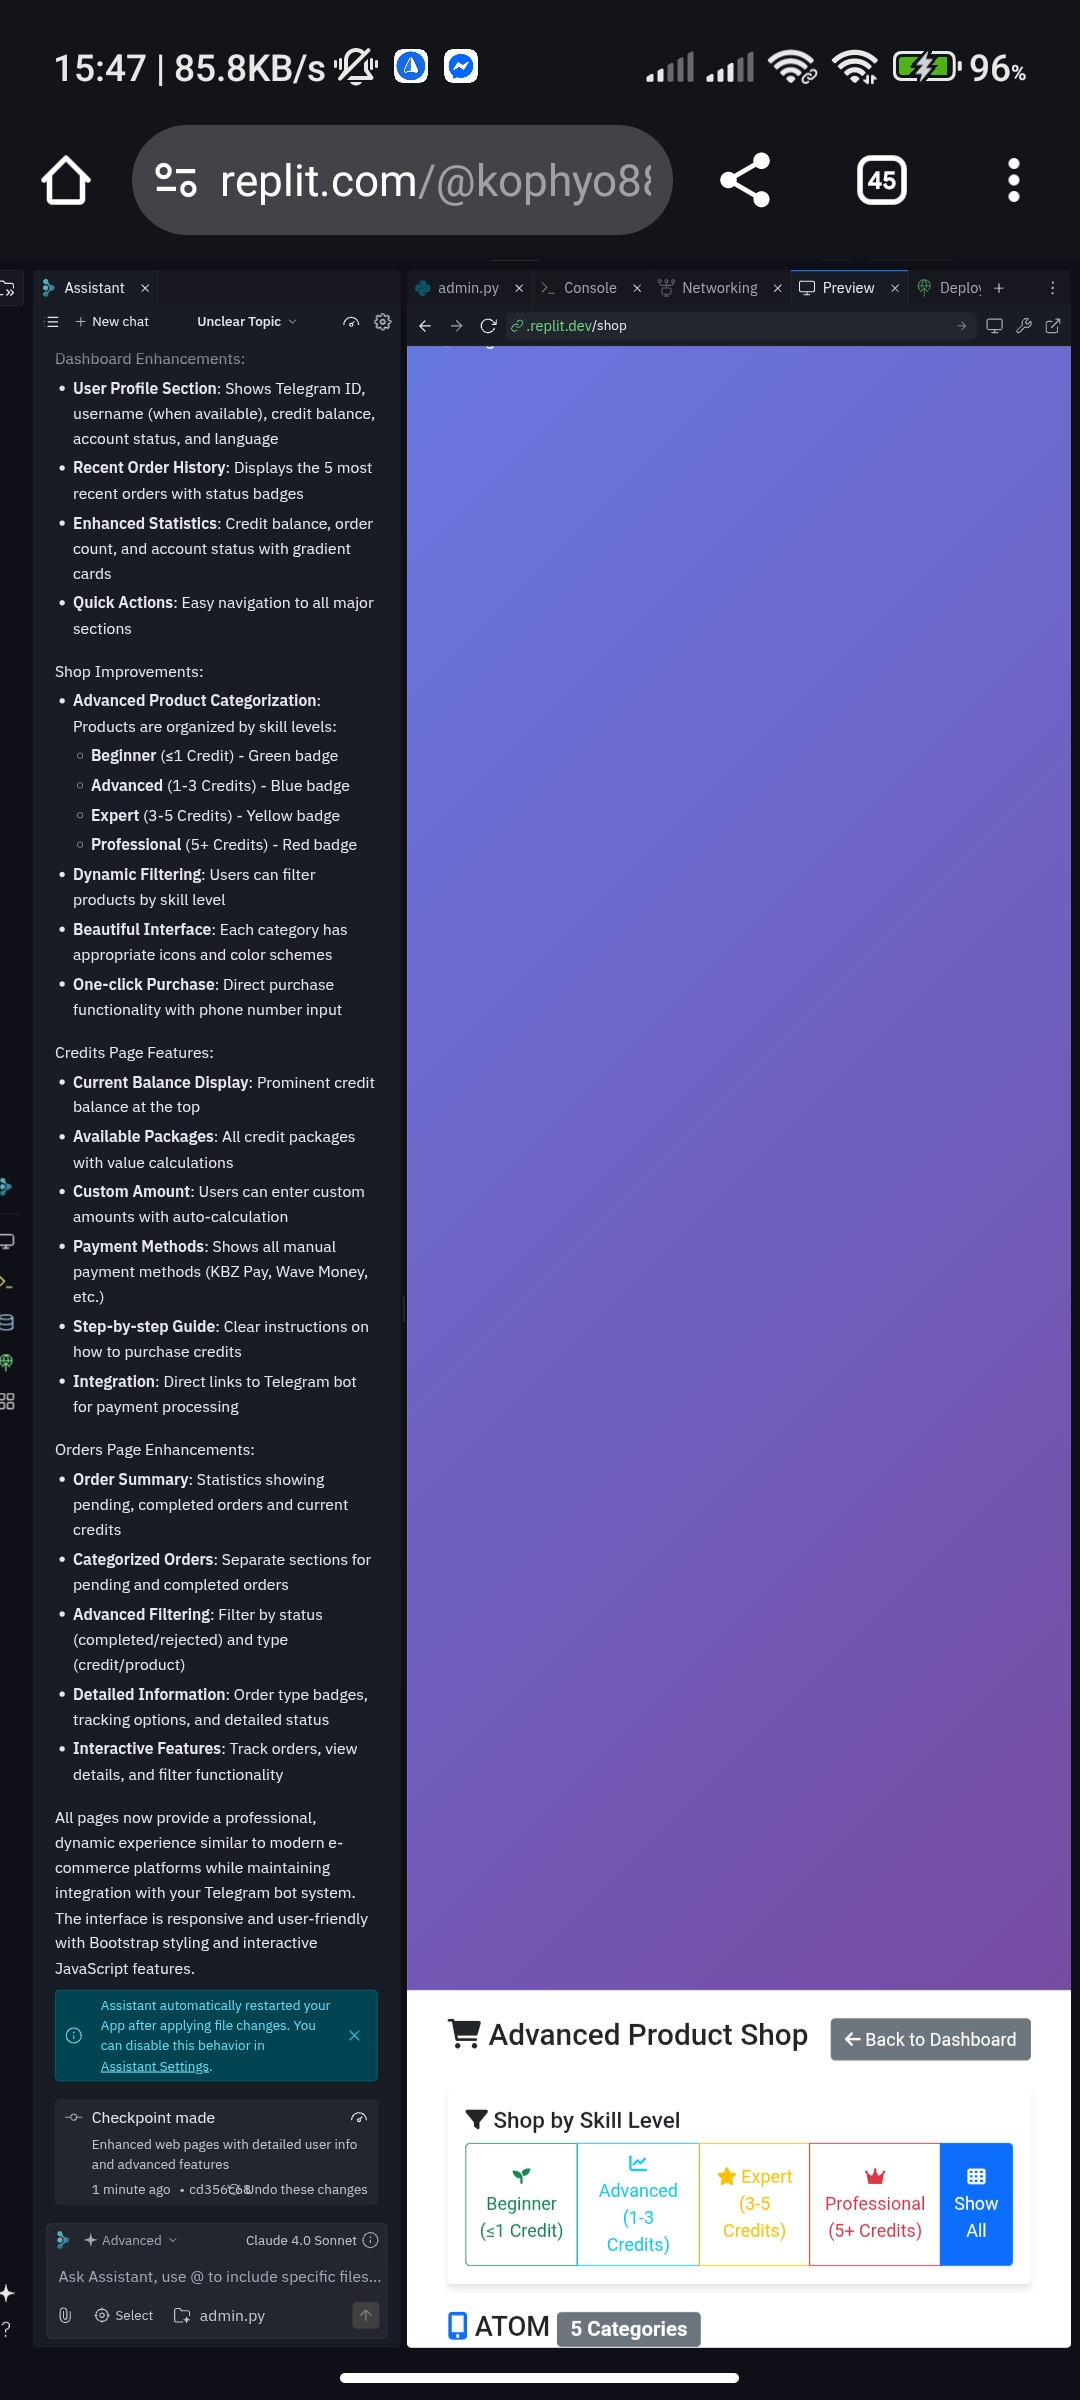 15:47 | 85.8KB/s
96%
replit.com/@kophyo88
45
Assistant
New chat
Unclear Topic
Dashboard Enhancements:
• User Profile Section: Shows Telegram ID,
username (when available), credit balance,
account status, and language
• Recent Order History: Displays the 5 most
recent orders with status badges
• Enhanced Statistics: Credit balance, order
count, and account status with gradient
cards
• Quick Actions: Easy navigation to all major
sections
Shop Improvements:
• Advanced Product Categorization:
Products are organized by skill levels:
◦ Beginner (≤1 Credit) - Green badge
◦ Advanced (1-3 Credits) - Blue badge
◦ Expert (3-5 Credits) - Yellow badge
◦ Professional (5+ Credits) - Red badge
• Dynamic Filtering: Users can filter
products by skill level
• Beautiful Interface: Each category has
appropriate icons and color schemes
• One-click Purchase: Direct purchase
functionality with phone number input
Credits Page Features:
• Current Balance Display: Prominent credit
balance at the top
• Available Packages: All credit packages
with value calculations
• Custom Amount: Users can enter custom
amounts with auto-calculation
• Payment Methods: Shows all manual
payment methods (KBZ Pay, Wave Money,
etc.)
• Step-by-step Guide: Clear instructions on
how to purchase credits
• Integration: Direct links to Telegram bot
for payment processing
Orders Page Enhancements:
• Order Summary: Statistics showing
pending, completed orders and current
credits
• Categorized Orders: Separate sections for
pending and completed orders
• Advanced Filtering: Filter by status
(completed/rejected) and type
(credit/product)
• Detailed Information: Order type badges,
tracking options, and detailed status
• Interactive Features: Track orders, view
details, and filter functionality
All pages now provide a professional,
dynamic experience similar to modern e-
commerce platforms while maintaining
integration with your Telegram bot system.
The interface is responsive and user-friendly
with Bootstrap styling and interactive
JavaScript features.
Assistant automatically restarted your
App after applying file changes. You
can disable this behavior in
Assistant Settings.
Checkpoint made
Enhanced web pages with detailed user info
and advanced features
1 minute ago
Undo these changes
Advanced
Claude 4.0 Sonnet
Ask Assistant, use @ to include specific files...
Select
admin.py
admin.py
Console
Networking
Preview
Deploy
.replit.dev/shop
Advanced Product Shop
Back to Dashboard
Shop by Skill Level
Beginner
(≤1 Credit)
Advanced
(1-3
Credits)
Expert
(3-5
Credits)
Professional
(5+ Credits)
Show
All
ATOM
5 Categories